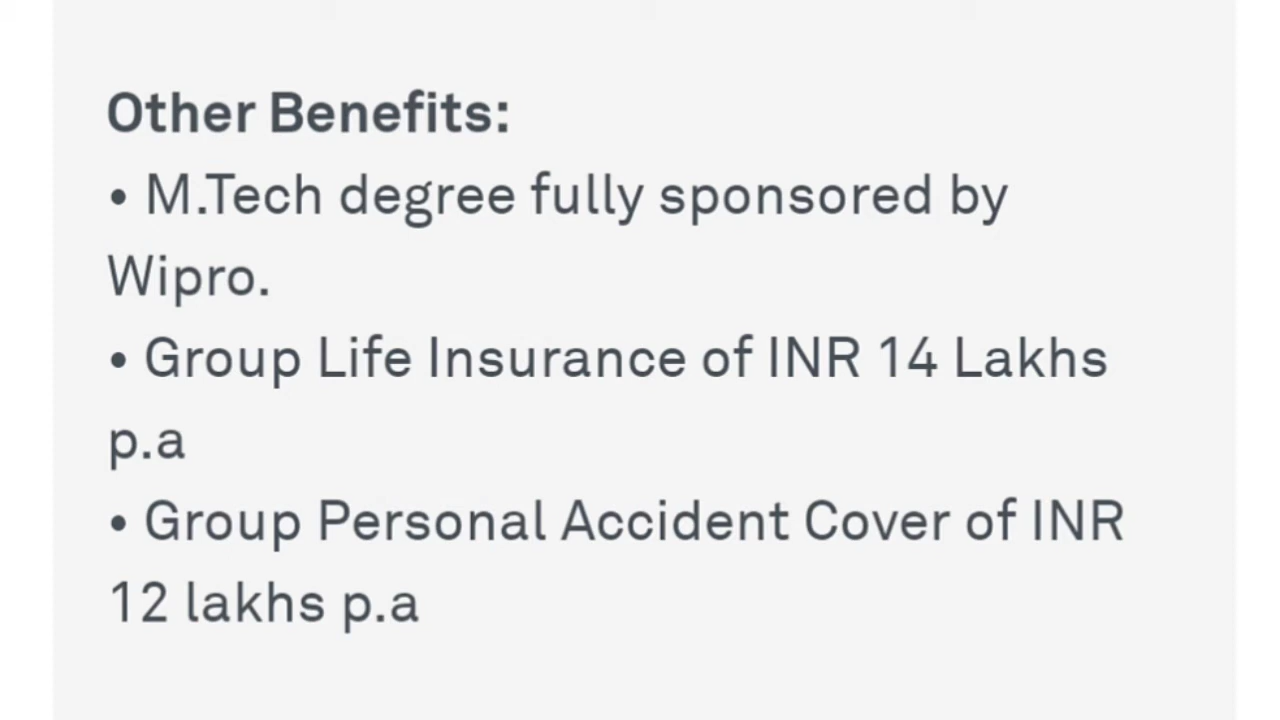 Other Benefits:
• M.Tech degree fully sponsored by
Wipro.
• Group Life Insurance of INR 14 Lakhs
p.a
• Group Personal Accident Cover of INR
12 lakhs p.a